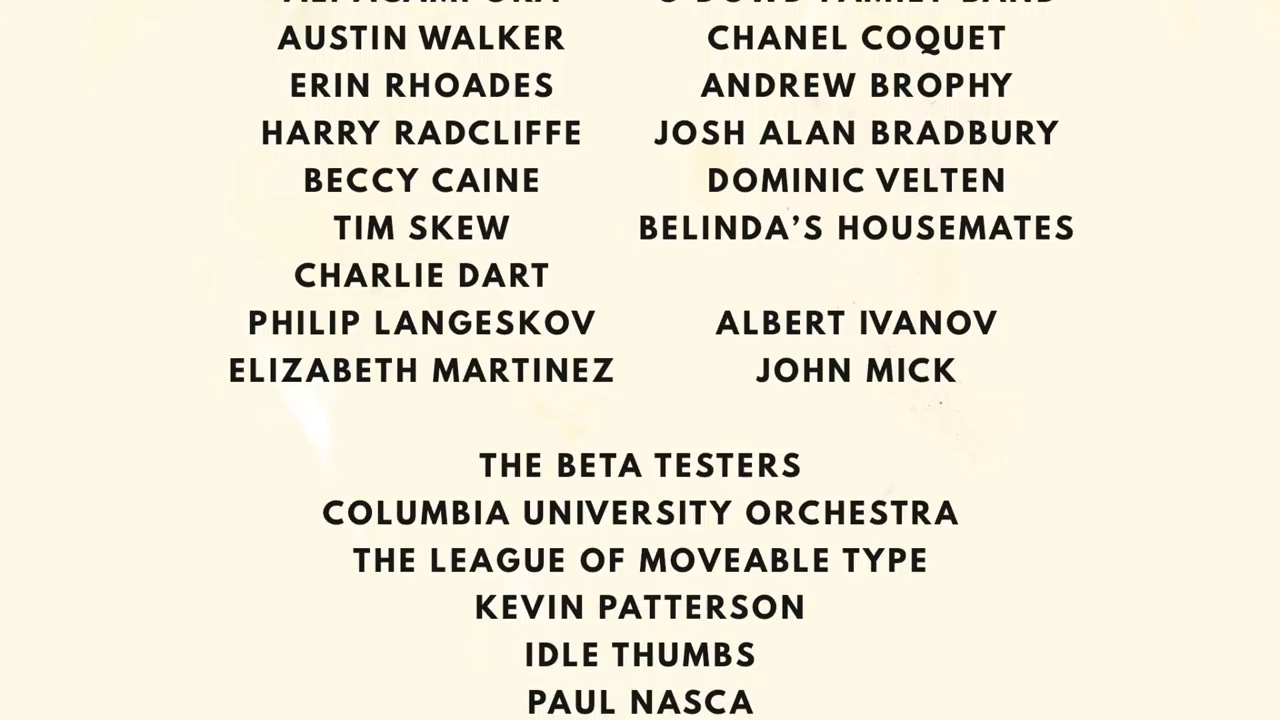 AUSTIN WALKER CHANEL COQUET
ERIN RHOADES ANDREW BROPHY
HARRY RADCLIFFE JOSH ALAN BRADBURY
BECCY CAINE DOMINIC VELTEN
TIM SKEW BELINDA’S HOUSEMATES
CHARLIE DART
PHILIP LANGESKOV ALBERT IVANOV
ELIZABETH MARTINEZ JOHN MICK
THE BETA TESTERS
COLUMBIA UNIVERSITY ORCHESTRA
THE LEAGUE OF MOVEABLE TYPE
KEVIN PATTERSON
IDLE THUMBS
PAUL NASCA